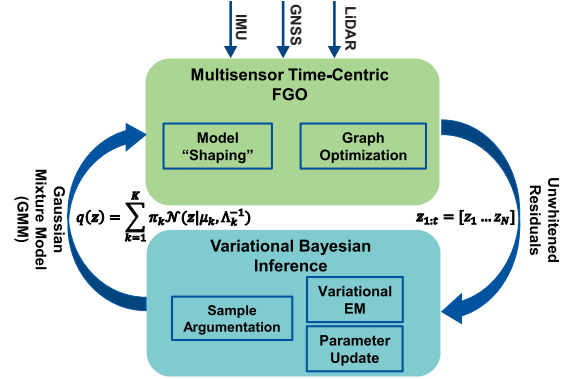 IMU
GNSS
LiDAR
Multisensor Time-Centric
FGO
Model
“Shaping”
Graph
Optimization
Gaussian
Mixture Model
(GMM)
q(z) = ∑_{k=1}^{K} π_k 𝒩(z|μ_k, Λ_k^{-1})
z_{1:t} = [z_1 … z_N]
Unwhitened
Residuals
Variational Bayesian
Inference
Sample
Argumentation
Variational
EM
Parameter
Update